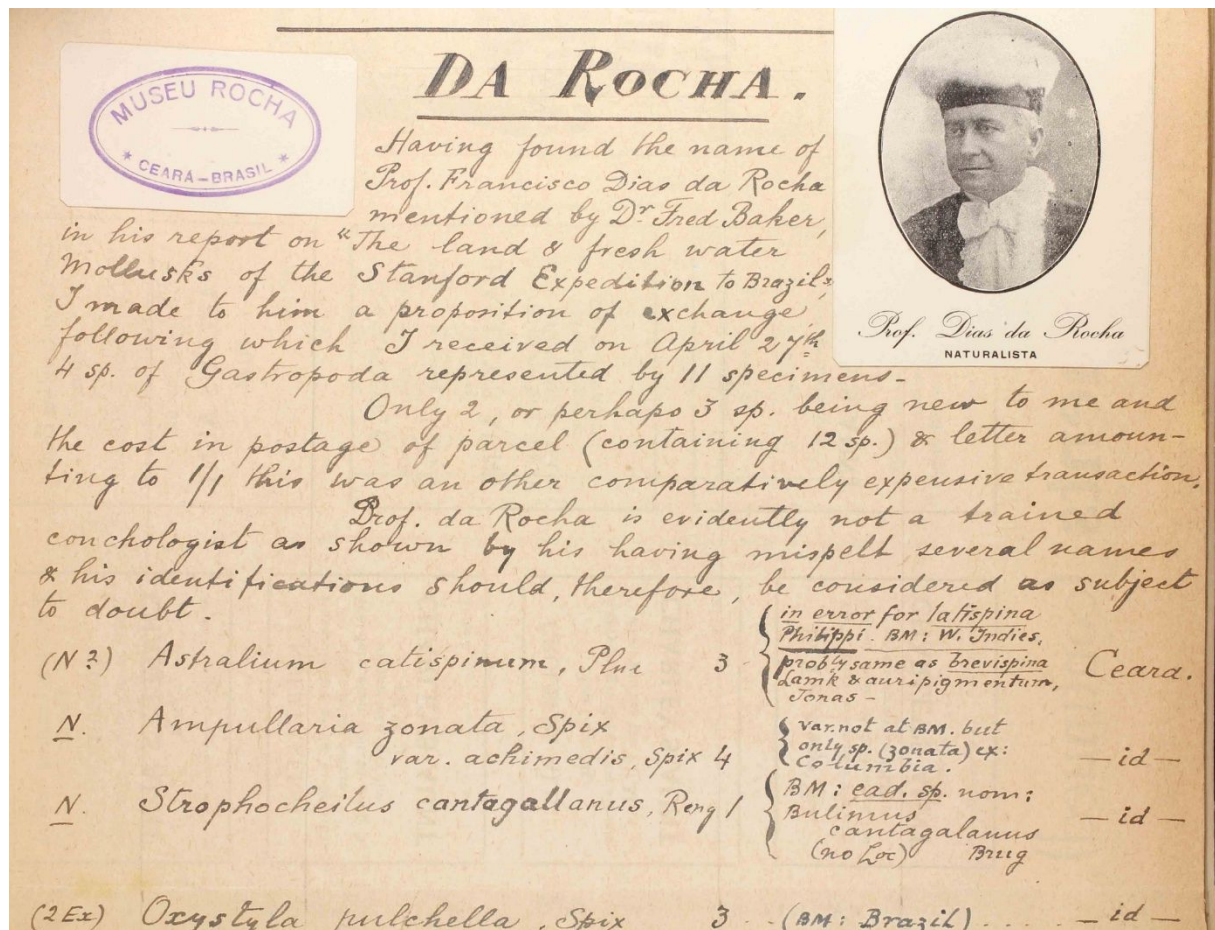 DA ROCHA.
MUSEU ROCHA
* CEARÁ-BRASIL *
Prof. Dias da Rocha
NATURALISTA
Having found the name of
Prof. Francisco Dias da Rocha
mentioned by Dr Fred Baker,
in his report on "The land & fresh water
Mollusks of the Stanford Expedition to Brazil",
I made to him a proposition of exchange
following which I received on April 27th
4 sp. of Gastropoda represented by 11 specimens-
Only 2, or perhaps 3 sp. being new to me and
the cost in postage of parcel (containing 12 sp.) & letter amoun-
ting to 1/1 this was an other comparatively expensive transaction.
Prof. da Rocha is evidently not a trained
conchologist as shown by his having mispelt several names
& his identifications should, therefore, be considered as subject
to doubt.
(N?) Astralium catispinum, 3 { in error for latispina
Philippi. BM: W. Indies,
probly same as brevispina
Lamk & auripigmentum,
Jonas - Ceara.
N. Ampullaria zonata, Spix
var. achimedis, Spix 4 { var. not at BM. but
only sp. (zonata) ex:
Columbia. - id -
N. Strophocheilus cantagallanus, Reng 1 { BM: ead. sp. nom:
Bulimus
cantagalanus
(no Loc) Brug - id -
(2 Ex) Oxystyla pulchella, Spix 3 .. (BM: Brazil) .... - id -